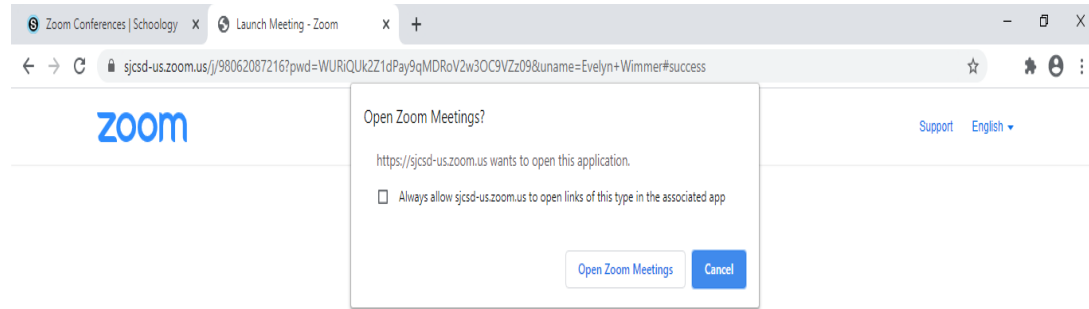 Zoom Conferences | Schoology
Launch Meeting - Zoom
sjcsd-us.zoom.us/j/98062087216?pwd=WURiQUk2Z1dPay9qMDRoV2w3OC9VZz09&uname=Evelyn+Wimmer#success
zoom
Support English
Open Zoom Meetings?
https://sjcsd-us.zoom.us wants to open this application.
Always allow sjcsd-us.zoom.us to open links of this type in the associated app
Open Zoom Meetings Cancel